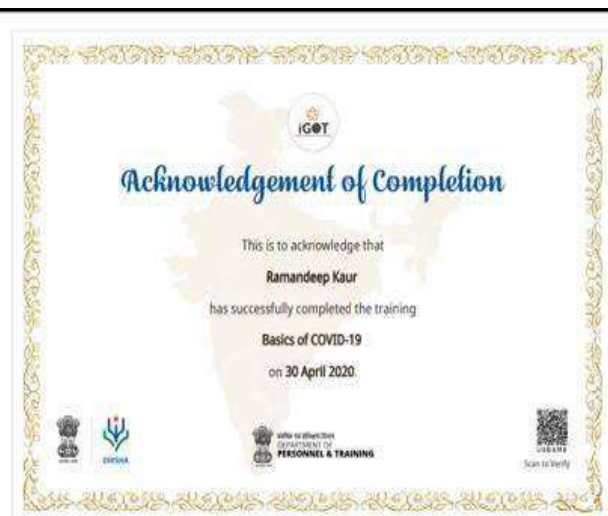 iGOT
Acknowledgement of Completion
This is to acknowledge that
Ramandeep Kaur
has successfully completed the training
Basics of COVID-19
on 30 April 2020.
DIKSHA
DEPARTMENT OF
PERSONNEL & TRAINING
Scan to Verify